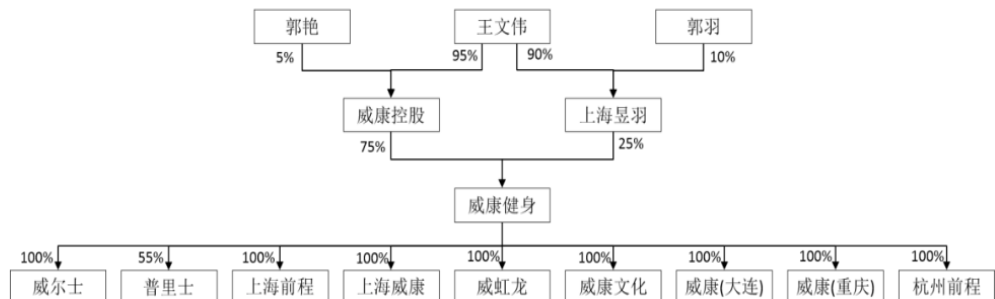 郭艳 王文伟 郭羽
5% 95% 90% 10%
威康控股 上海昱羽
75% 25%
威康健身
100% 55% 100% 100% 100% 100% 100% 100% 100%
威尔士 普里士 上海前程 上海威康 威虹龙 威康文化 威康(大连) 威康(重庆) 杭州前程